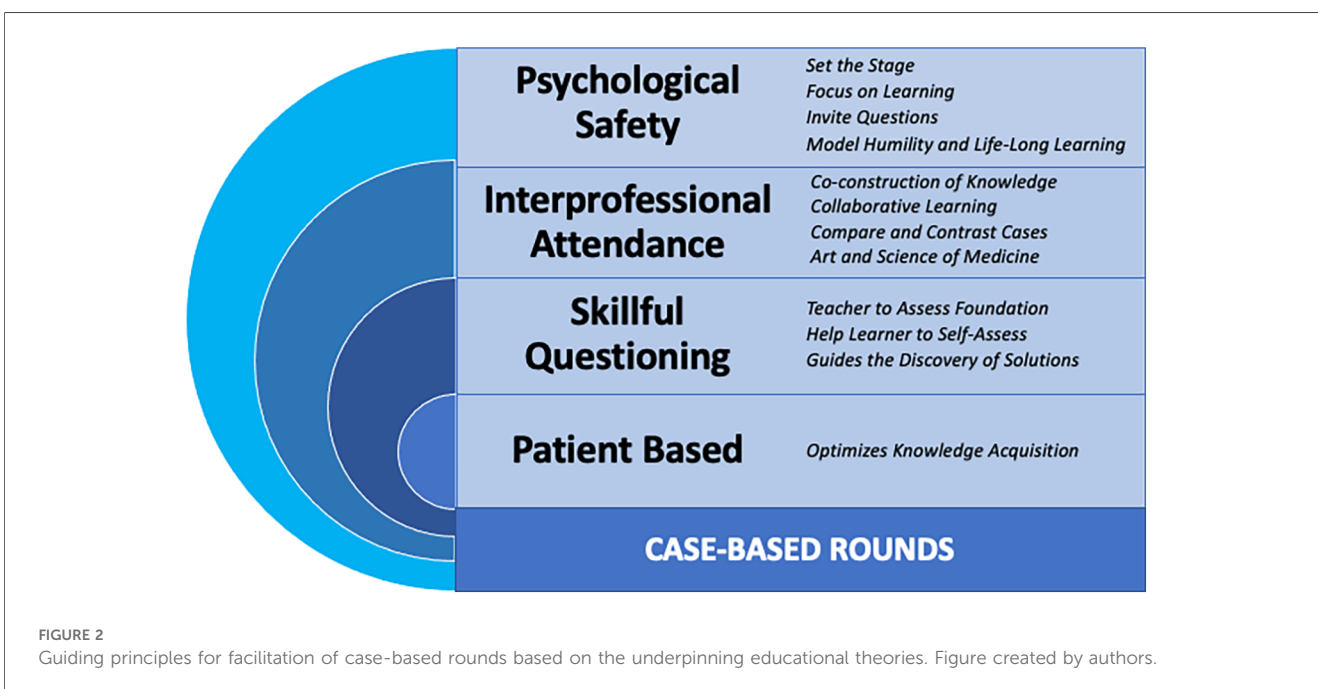 Psychological
Safety
Set the Stage
Focus on Learning
Invite Questions
Model Humility and Life-Long Learning
Interprofessional
Attendance
Co-construction of Knowledge
Collaborative Learning
Compare and Contrast Cases
Art and Science of Medicine
Skillful
Questioning
Teacher to Assess Foundation
Help Learner to Self-Assess
Guides the Discovery of Solutions
Patient Based
Optimizes Knowledge Acquisition
CASE-BASED ROUNDS
FIGURE 2
Guiding principles for facilitation of case-based rounds based on the underpinning educational theories. Figure created by authors.